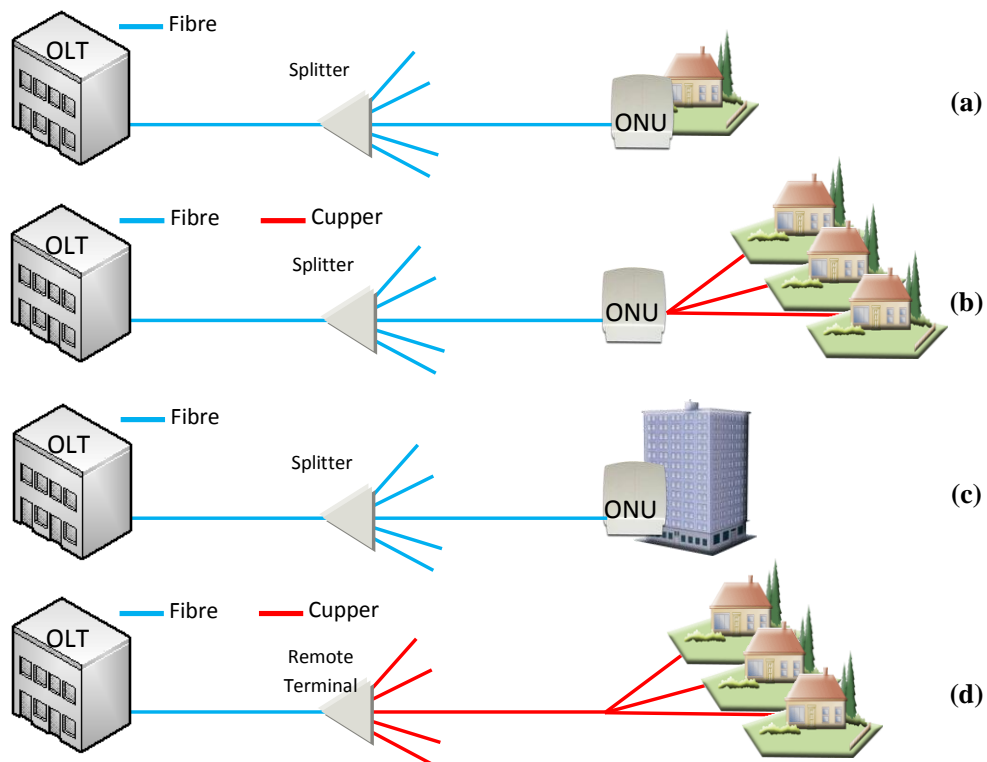 OLT
Fibre
Splitter
ONU
(a)
OLT
Fibre
Cupper
Splitter
ONU
(b)
OLT
Fibre
Splitter
ONU
(c)
OLT
Fibre
Cupper
Remote
Terminal
(d)